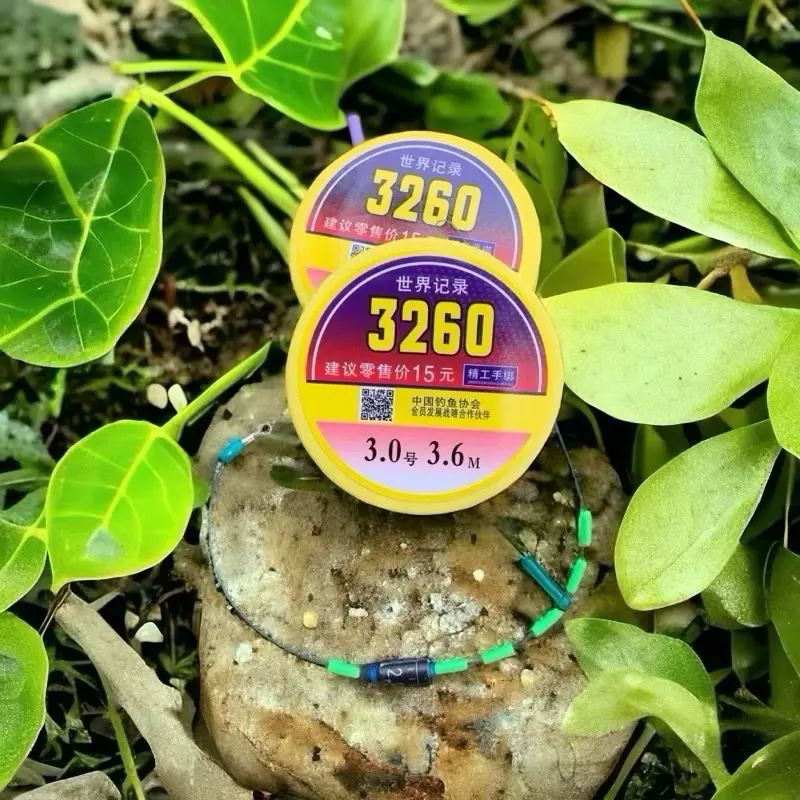 世界记录
3260
建议零售价15
世界记录
3260
建议零售价15元 精工手绑
中国钓鱼协会
会员发展战略合作伙伴
3.0号 3.6M
2